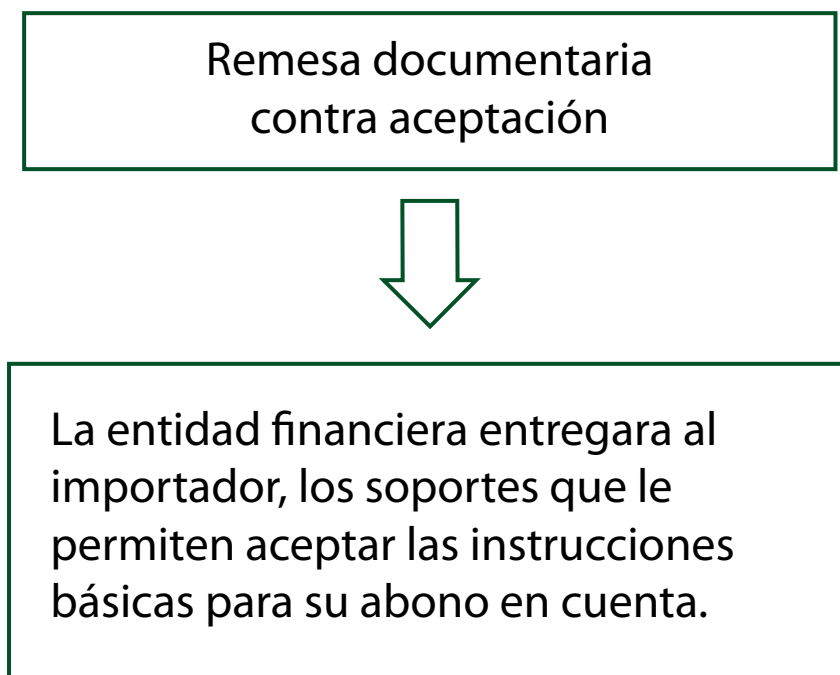 Remesa documentaria
contra aceptación
La entidad financiera entregara al
importador, los soportes que le
permiten aceptar las instrucciones
básicas para su abono en cuenta.